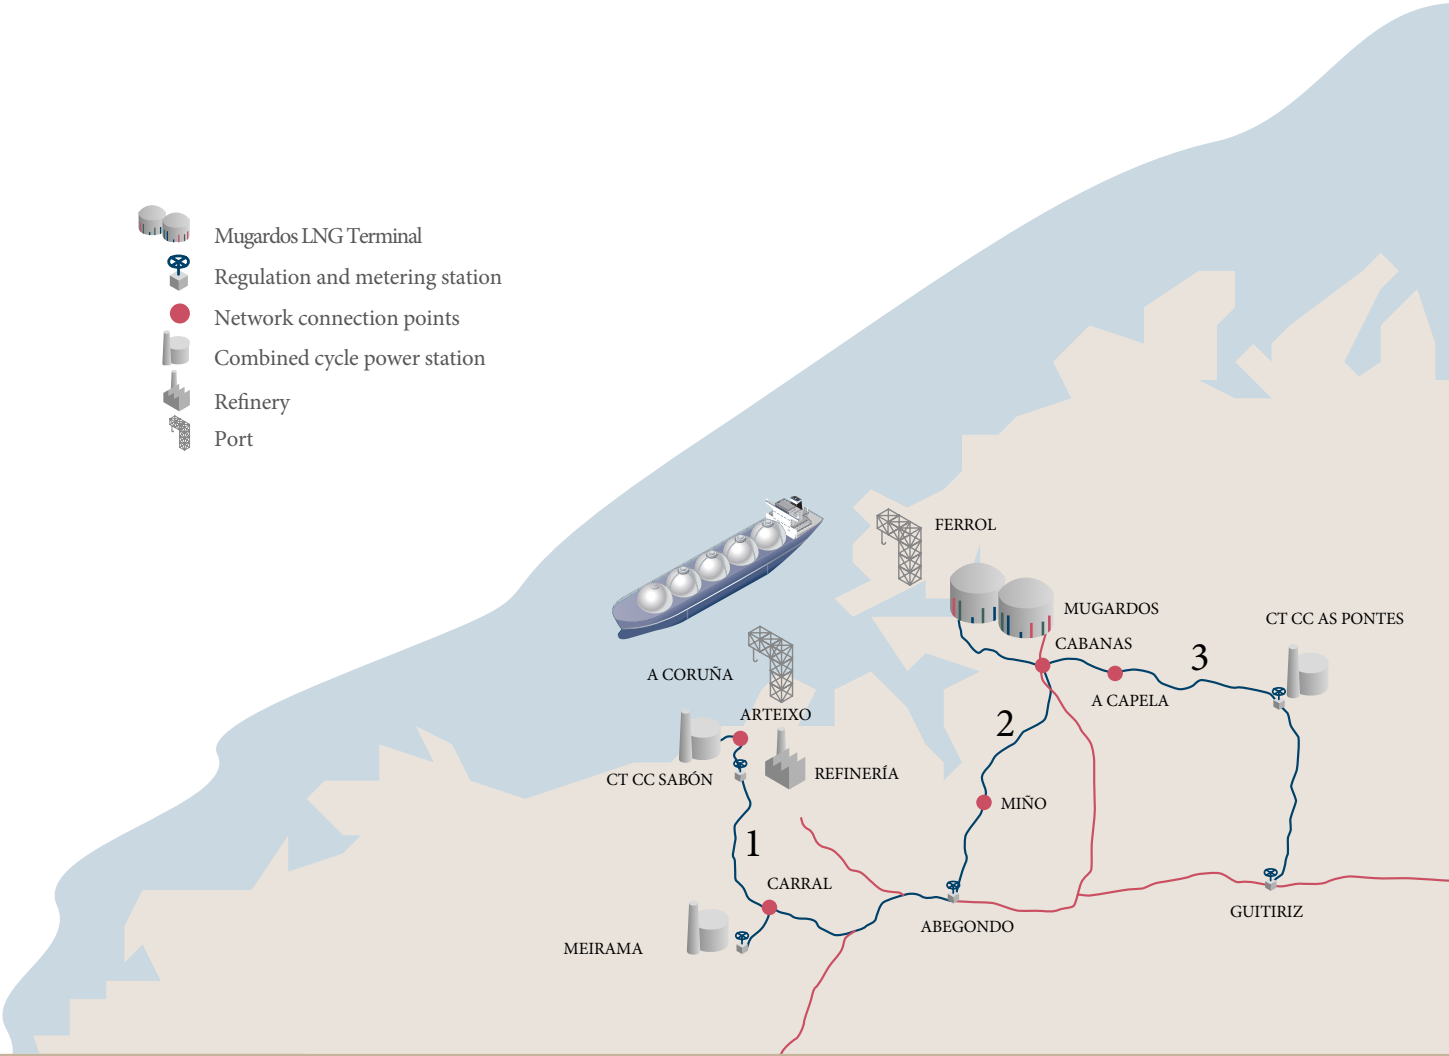 Mugardos LNG Terminal
Regulation and metering station
Network connection points
Combined cycle power station
Refinery
Port
FERROL
MUGARDOS
CT CC AS PONTES
CABANAS
3
A CORUÑA
A CAPELA
ARTEIXO
2
CT CC SABÓN
REFINERÍA
MIÑO
1
CARRAL
GUITIRIZ
ABEGONDO
MEIRAMA